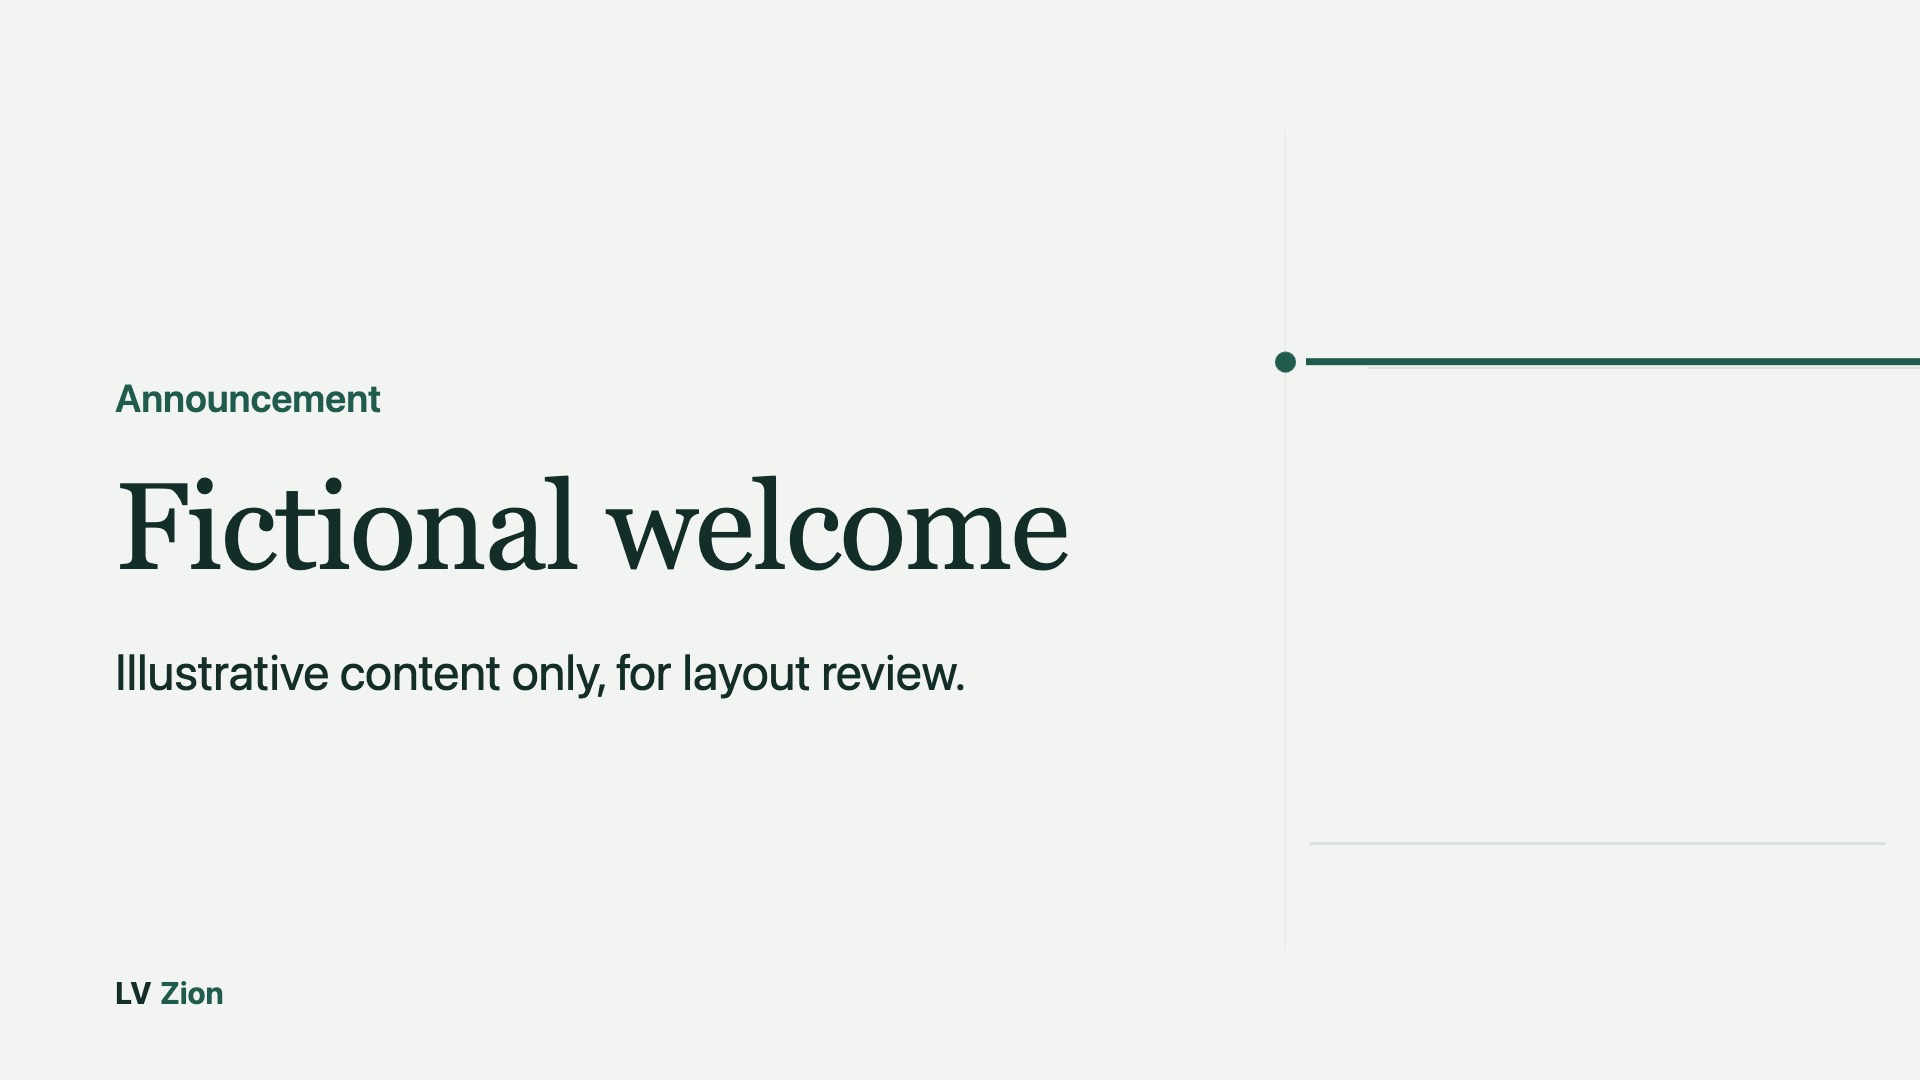 Announcement
Fictional welcome
Illustrative content only, for layout review.
LV Zion